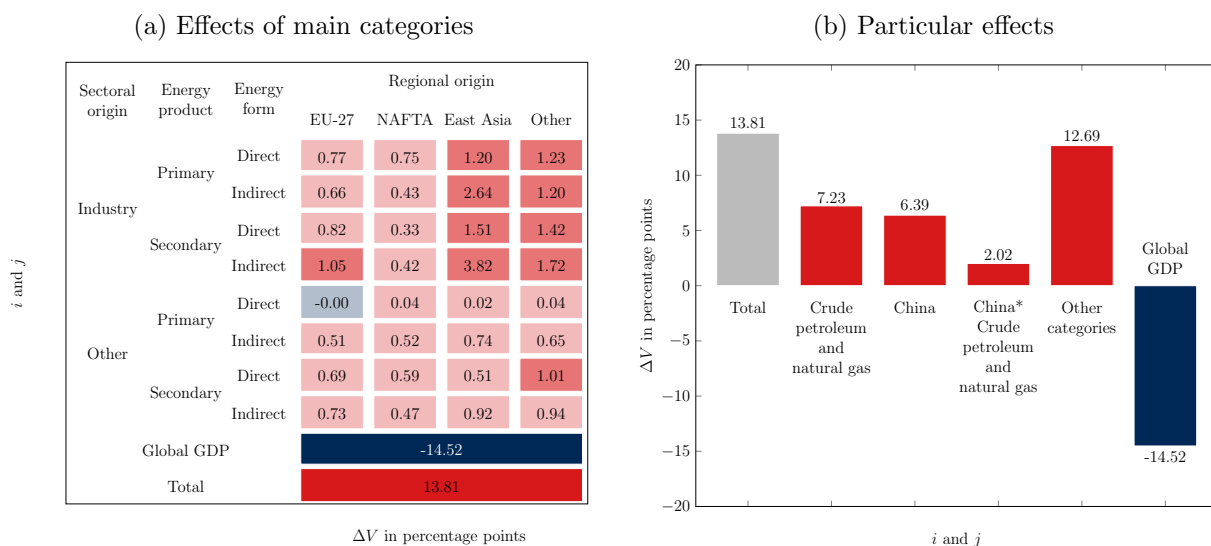 (a) Effects of main categories
Sectoral origin
Energy product
Energy form
Regional origin
EU-27 NAFTA East Asia Other
Industry
Primary
Direct 0.77 0.75 1.20 1.23
Indirect 0.66 0.43 2.64 1.20
Secondary
Direct 0.82 0.33 1.51 1.42
Indirect 1.05 0.42 3.82 1.72
Other
Primary
Direct -0.00 0.04 0.02 0.04
Indirect 0.51 0.52 0.74 0.65
Secondary
Direct 0.69 0.59 0.51 1.01
Indirect 0.73 0.47 0.92 0.94
Global GDP -14.52
Total 13.81
i and j
ΔV in percentage points
(b) Particular effects
ΔV in percentage points
20
15
10
5
0
−5
−10
−15
−20
13.81
7.23
6.39
2.02
12.69
-14.52
Total
Crude
petroleum
and
natural gas
China
China*
Crude
petroleum
and
natural gas
Other
categories
Global
GDP
i and j